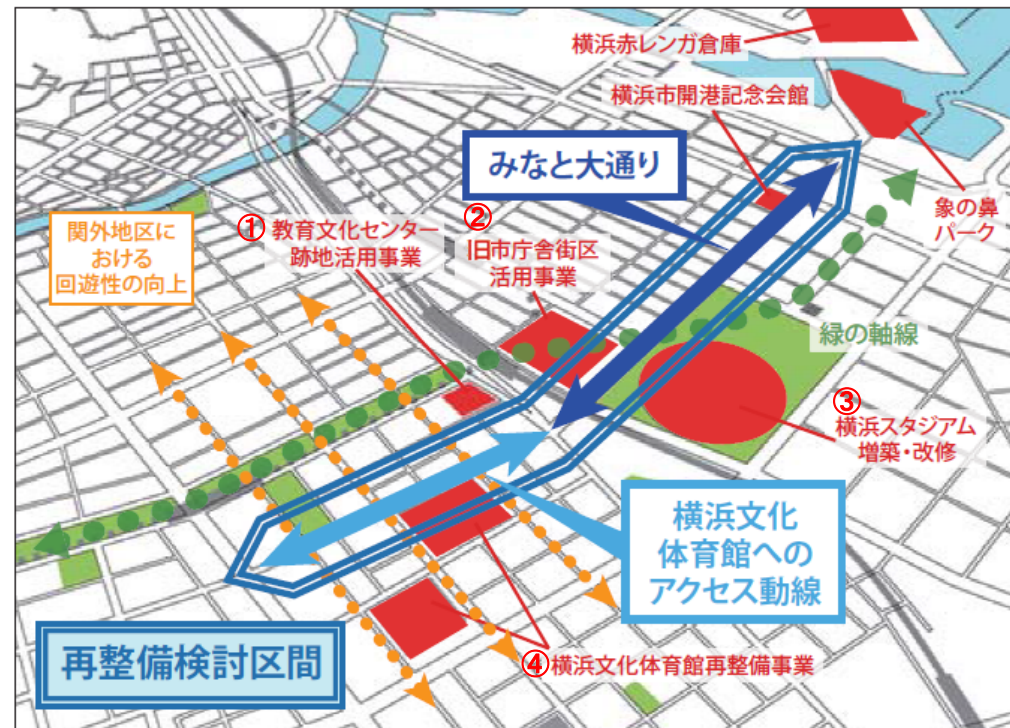 横浜赤レンガ倉庫
横浜市開港記念会館
みなと大通り
象の鼻
パーク
関外地区に
おける
回遊性の向上
① 教育文化センター
跡地活用事業
②
旧市庁舎街区
活用事業
緑の軸線
③
横浜スタジアム
増築・改修
横浜文化
体育館への
アクセス動線
再整備検討区間
④横浜文化体育館再整備事業